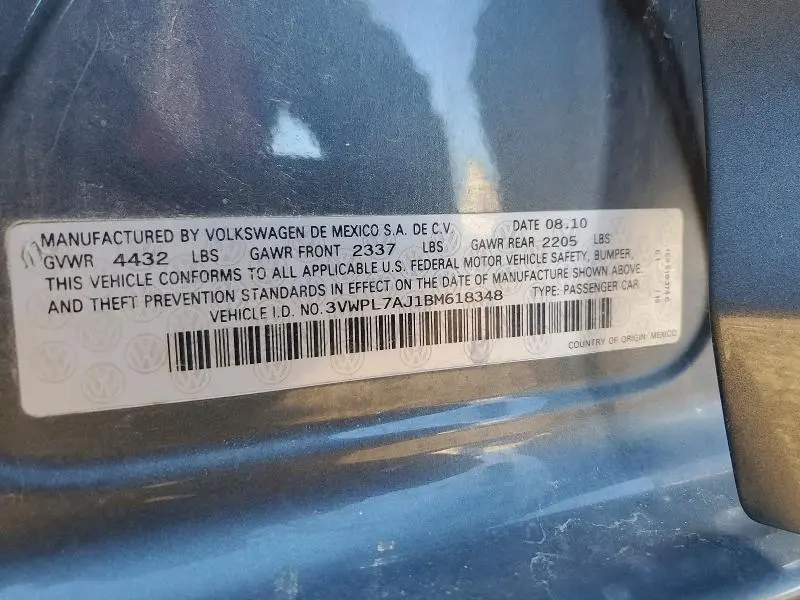 MANUFACTURED BY VOLKSWAGEN DE MEXICO S.A. DE C.V. DATE 08.10
GVWR 4432 LBS GAWR FRONT 2337 LBS GAWR REAR 2205 LBS
THIS VEHICLE CONFORMS TO ALL APPLICABLE U.S. FEDERAL MOTOR VEHICLE SAFETY, BUMPER,
AND THEFT PREVENTION STANDARDS IN EFFECT ON THE DATE OF MANUFACTURE SHOWN ABOVE.
VEHICLE I.D. NO.3VWPL7AJ1BM618348 TYPE: PASSENGER CAR
COUNTRY OF ORIGIN: MEXICO